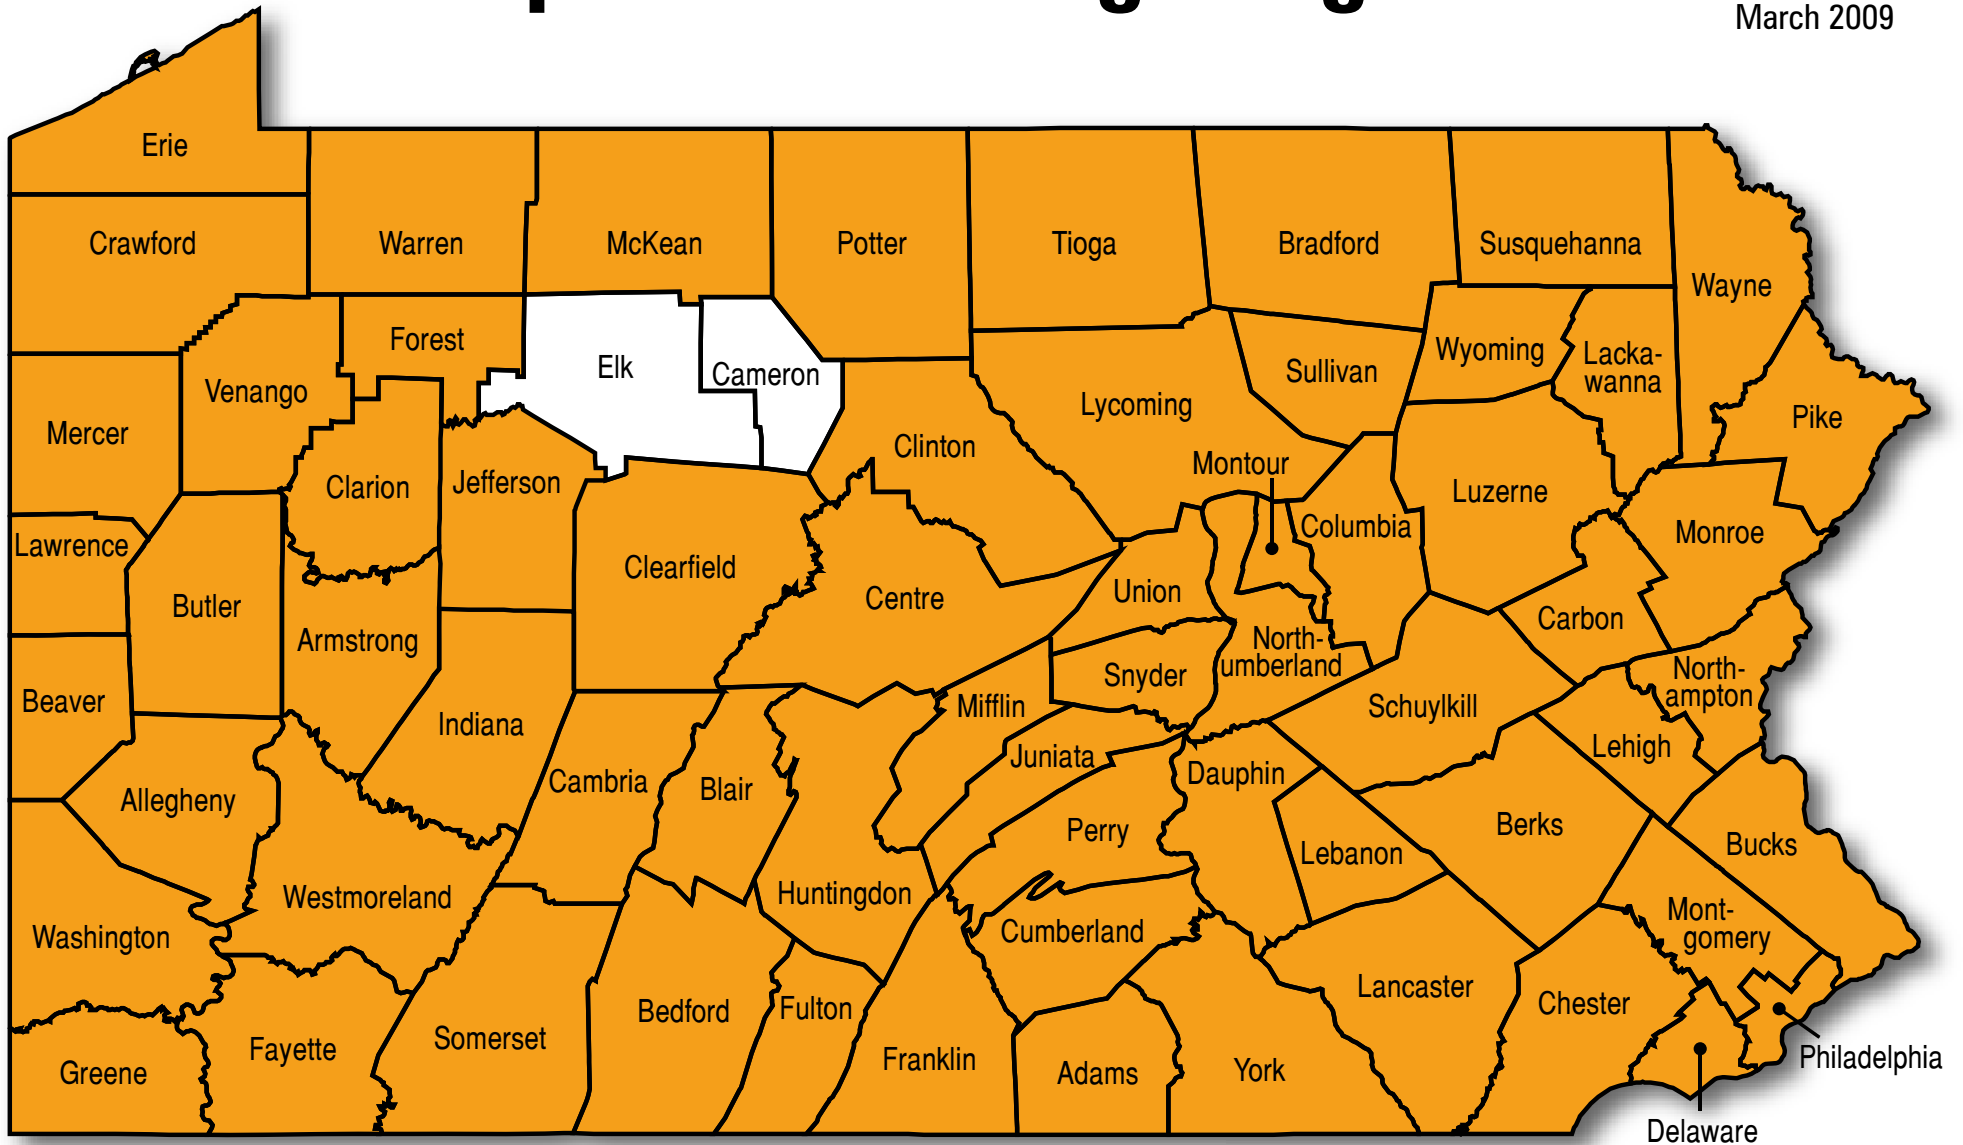 March 2009
Erie
Crawford
Warren
McKean
Potter
Tioga
Bradford
Susquehanna
Wayne
Forest
Elk
Cameron
Venango
Mercer
Sullivan
Wyoming
Lacka-
wanna
Pike
Lycoming
Clinton
Clarion
Jefferson
Montour
Luzerne
Columbia
Monroe
Lawrence
Butler
Armstrong
Clearfield
Centre
Union
Carbon
North-
umberland
Snyder
Schuylkill
North-
ampton
Beaver
Indiana
Mifflin
Juniata
Lehigh
Allegheny
Cambria
Blair
Dauphin
Perry
Lebanon
Berks
Bucks
Westmoreland
Huntingdon
Cumberland
Mont-
gomery
Washington
Lancaster
Chester
Bedford
Fulton
Somerset
Fayette
Greene
Franklin
Adams
York
Philadelphia
Delaware